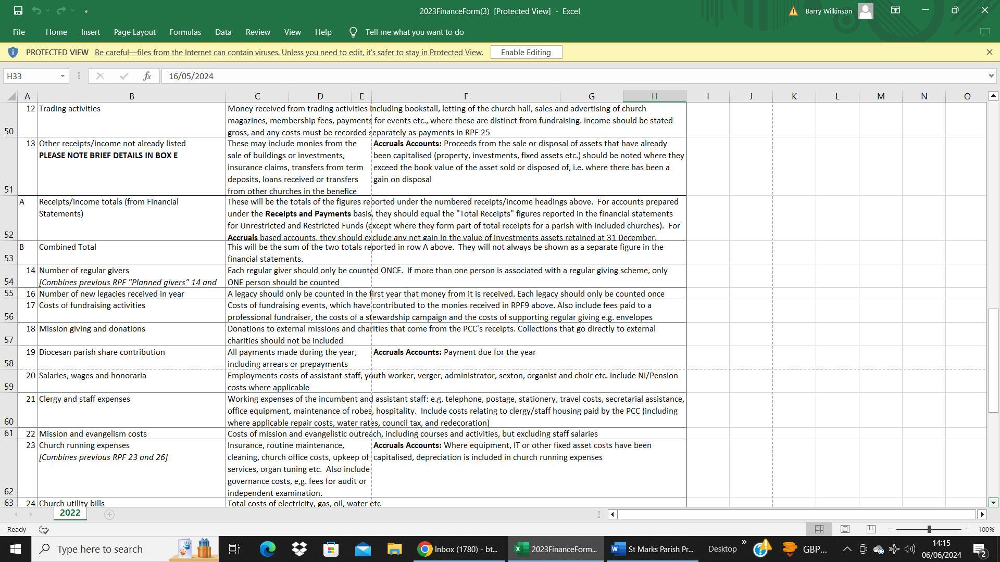 2023FinanceForm(3) [Protected View] - Excel
Barry Wilkinson
File Home Insert Page Layout Formulas Data Review View Help Tell me what you want to do
PROTECTED VIEW Be careful—files from the Internet can contain viruses. Unless you need to edit, it's safer to stay in Protected View. Enable Editing
H33 fx 16/05/2024
A B C D E F G H I J K L M N O
12 Trading activities
Money received from trading activities including bookstall, letting of the church hall, sales and advertising of church
magazines, membership fees, payments for events etc., where these are distinct from fundraising. Income should be stated
50
gross, and any costs must be recorded separately as payments in RPF 25
13 Other receipts/income not already listed
PLEASE NOTE BRIEF DETAILS IN BOX E
These may include monies from the
sale of buildings or investments,
insurance claims, transfers from term
deposits, loans received or transfers
from other churches in the benefice
Accruals Accounts: Proceeds from the sale or disposal of assets that have already
been capitalised (property, investments, fixed assets etc.) should be noted where they
exceed the book value of the asset sold or disposed of, i.e. where there has been a
gain on disposal
51
A Receipts/income totals (from Financial
Statements)
These will be the totals of the figures reported under the numbered receipts/income headings above. For accounts prepared
under the Receipts and Payments basis, they should equal the "Total Receipts" figures reported in the financial statements
for Unrestricted and Restricted Funds (except where they form part of total receipts for a parish with included churches). For
Accruals based accounts, they should exclude any net gain in the value of investments assets retained at 31 December.
52
B Combined Total
This will be the sum of the two totals reported in row A above. They will not always be shown as a separate figure in the
financial statements.
53
14 Number of regular givers
[Combines previous RPF "Planned givers" 14 and
Each regular giver should only be counted ONCE. If more than one person is associated with a regular giving scheme, only
ONE person should be counted
54
55 16 Number of new legacies received in year
A legacy should only be counted in the first year that money from it is received. Each legacy should only be counted once
17 Costs of fundraising activities
Costs of fundraising events, which have contributed to the monies received in RPF9 above. Also include fees paid to a
professional fundraiser, the costs of a stewardship campaign and the costs of supporting regular giving e.g. envelopes
56
18 Mission giving and donations
Donations to external missions and charities that come from the PCC's receipts. Collections that go directly to external
charities should not be included
57
19 Diocesan parish share contribution
All payments made during the year,
including arrears or prepayments
Accruals Accounts: Payment due for the year
58
20 Salaries, wages and honoraria
Employments costs of assistant staff, youth worker, verger, administrator, sexton, organist and choir etc. Include NI/Pension
costs where applicable
59
21 Clergy and staff expenses
Working expenses of the incumbent and assistant staff: e.g. telephone, postage, stationery, travel costs, secretarial assistance,
office equipment, maintenance of robes, hospitality. Include costs relating to clergy/staff housing paid by the PCC (including
where applicable repair costs, water rates, council tax, and redecoration)
60
61 22 Mission and evangelism costs
Costs of mission and evangelistic outreach, including courses and activities, but excluding staff salaries
23 Church running expenses
[Combines previous RPF 23 and 26]
Insurance, routine maintenance,
cleaning, church office costs, upkeep of
services, organ tuning etc. Also include
governance costs, e,g. fees for audit or
independent examination.
Accruals Accounts: Where equipment, IT or other fixed asset costs have been
capitalised, depreciation is included in church running expenses
62
63 24 Church utility bills
Total costs of electricity, gas, oil, water etc
2022
Ready
100%
Type here to search
Inbox (1780) - bt...
2023FinanceForm...
St Marks Parish Pr...
Desktop
GBP...
14:15
06/06/2024
2